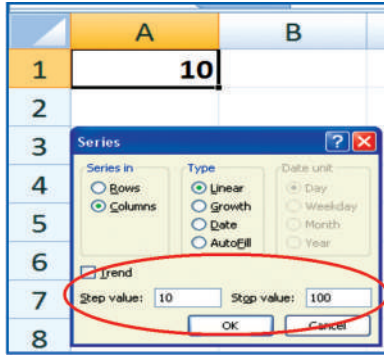 A B
1 10
2
3
4
5
6
7
8
Series
Series in Type Date unit
Rows Linear Day
Columns Growth Weekday
Date Month
AutoFill Year
Trend
Step value: 10 Stop value: 100
OK Cancel